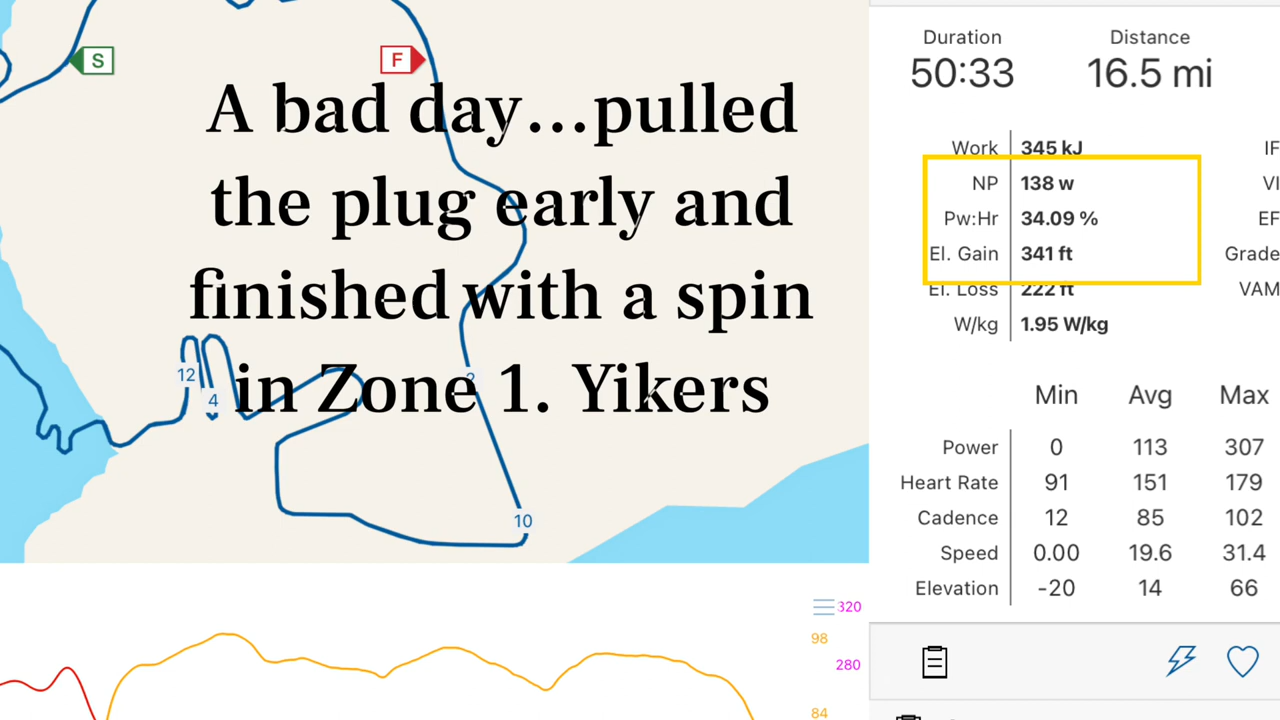 S
F
A bad day...pulled
the plug early and
finished with a spin
in Zone 1. Yikers
12
4
2
10
320
98
280
84
Duration Distance
50:33 16.5 mi
Work 345 kJ IF
NP 138 w VI
Pw:Hr 34.09 % EF
El. Gain 341 ft Grade
El. Loss 222 ft VAM
W/kg 1.95 W/kg
Min Avg Max
Power 0 113 307
Heart Rate 91 151 179
Cadence 12 85 102
Speed 0.00 19.6 31.4
Elevation -20 14 66